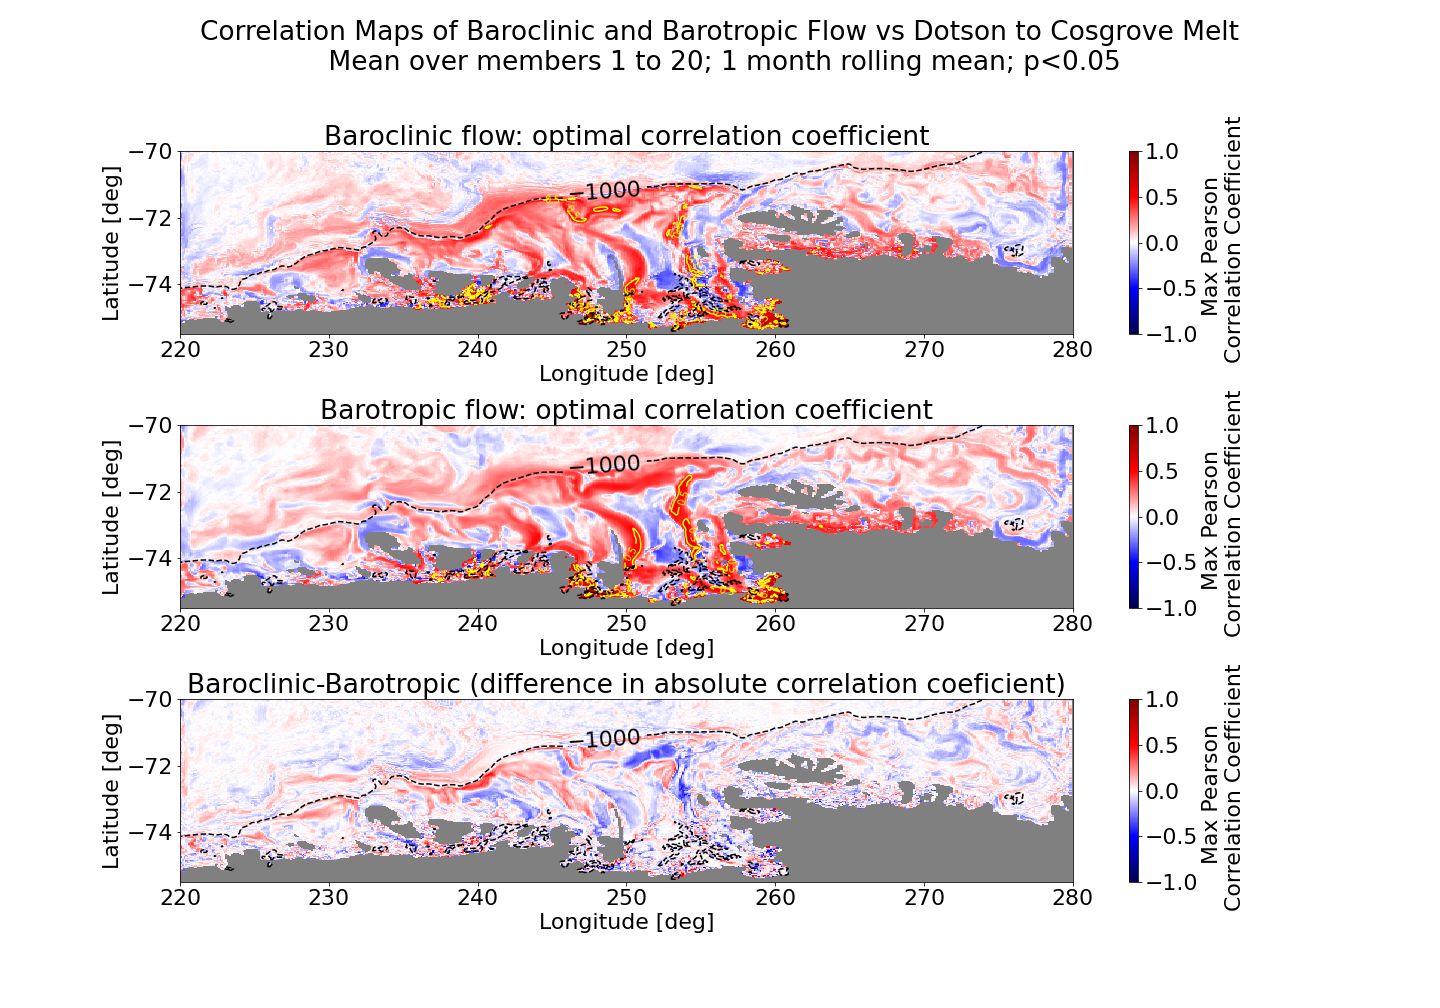 Correlation Maps of Baroclinic and Barotropic Flow vs Dotson to Cosgrove Melt
Mean over members 1 to 20; 1 month rolling mean; p<0.05
Baroclinic flow: optimal correlation coefficient
−70
−72
−74
Latitude [deg]
−1000
220 230 240 250 260 270 280
Longitude [deg]
1.0
0.5
0.0
−0.5
−1.0
Max Pearson
Correlation Coefficient
Barotropic flow: optimal correlation coefficient
−70
−72
−74
Latitude [deg]
−1000
220 230 240 250 260 270 280
Longitude [deg]
1.0
0.5
0.0
−0.5
−1.0
Max Pearson
Correlation Coefficient
Baroclinic-Barotropic (difference in absolute correlation coeficient)
−70
−72
−74
Latitude [deg]
−1000
220 230 240 250 260 270 280
Longitude [deg]
1.0
0.5
0.0
−0.5
−1.0
Max Pearson
Correlation Coefficient